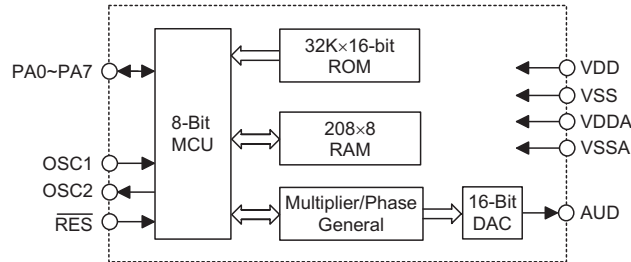 PA0~PA7
OSC1
OSC2
RES
8-Bit
MCU
32K×16-bit
ROM
208×8
RAM
Multiplier/Phase
General
16-Bit
DAC
VDD
VSS
VDDA
VSSA
AUD